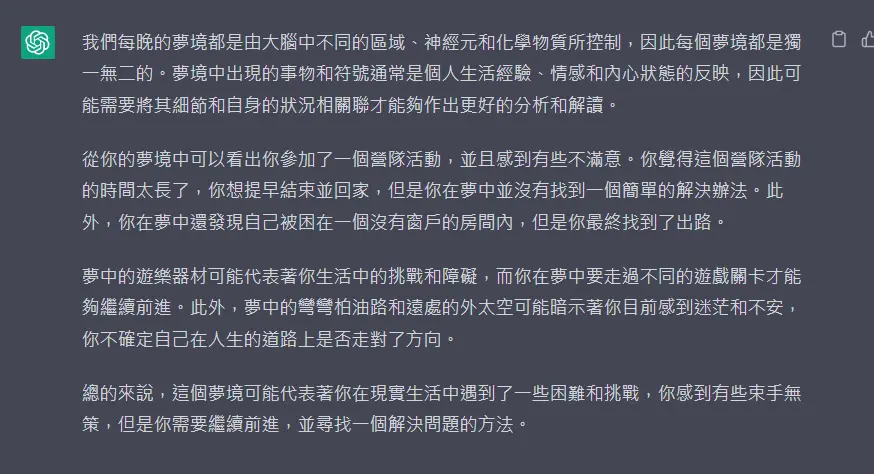 我們每晚的夢境都是由大腦中不同的區域、神經元和化學物質所控制，因此每個夢境都是獨
一無二的。夢境中出現的事物和符號通常是個人生活經驗、情感和內心狀態的反映，因此可
能需要將其細節和自身的狀況相關聯才能夠作出更好的分析和解讀。
從你的夢境中可以看出你參加了一個營隊活動，並且感到有些不滿意。你覺得這個營隊活動
的時間太長了，你想提早結束並回家，但是你在夢中並沒有找到一個簡單的解決辦法。此
外，你在夢中還發現自己被困在一個沒有窗戶的房間內，但是你最終找到了出路。
夢中的遊樂器材可能代表著你生活中的挑戰和障礙，而你在夢中要走過不同的遊戲關卡才能
夠繼續前進。此外，夢中的彎彎柏油路和遠處的外太空可能暗示著你目前感到迷茫和不安，
你不確定自己在人生的道路上是否走對了方向。
總的來說，這個夢境可能代表著你在現實生活中遇到了一些困難和挑戰，你感到有些束手無
策，但是你需要繼續前進，並尋找一個解決問題的方法。